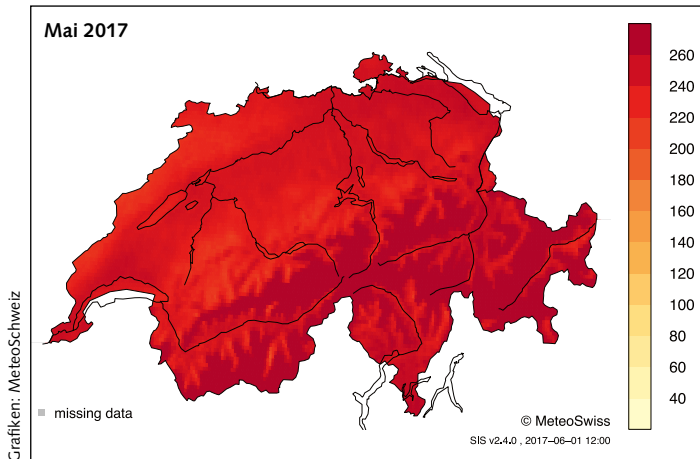 Mai 2017
260
240
220
200
180
160
140
120
100
80
60
40
missing data
© MeteoSwiss
SIS v2.4.0 , 2017–06–01 12:00
Grafiken: MeteoSchweiz